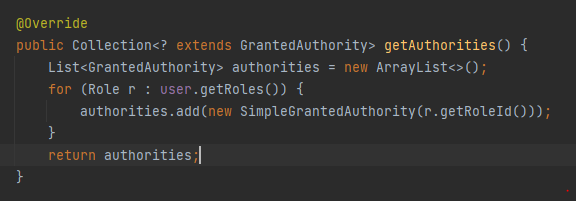 @Override
public Collection<? extends GrantedAuthority> getAuthorities() {
    List<GrantedAuthority> authorities = new ArrayList<>();
    for (Role r : user.getRoles()) {
        authorities.add(new SimpleGrantedAuthority(r.getRoleId()));
    }
    return authorities;
}